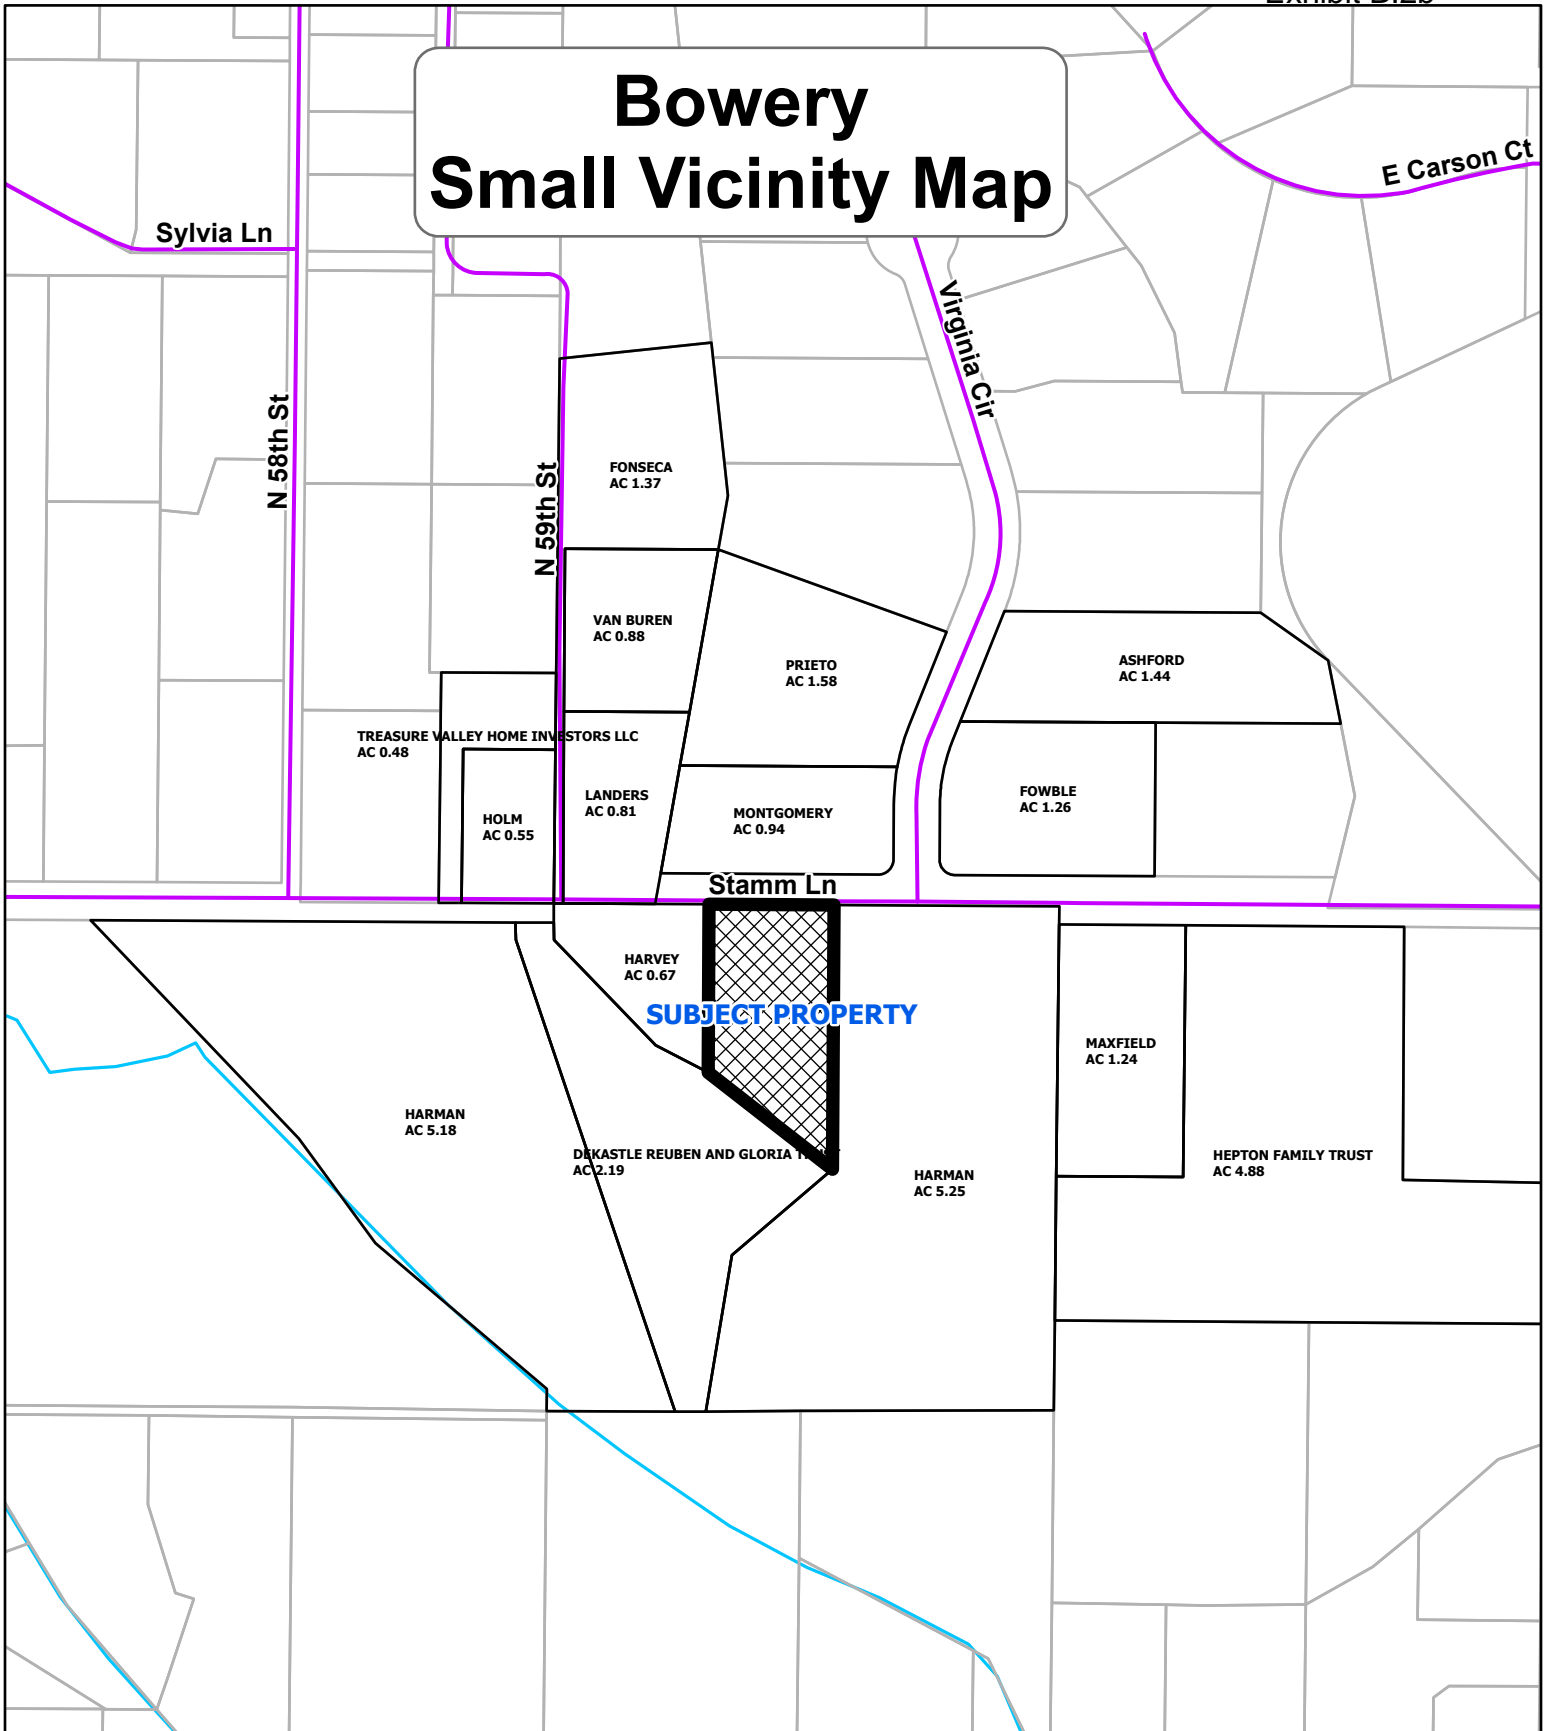 Bowery
Small Vicinity Map
E Carson Ct
Sylvia Ln
Virginia Cir
N 58th St
N 59th St
FONSECA
AC 1.37
VAN BUREN
AC 0.88
PRIETO
AC 1.58
ASHFORD
AC 1.44
TREASURE VALLEY HOME INVESTORS LLC
AC 0.48
LANDERS
AC 0.81
HOLM
AC 0.55
MONTGOMERY
AC 0.94
FOWBLE
AC 1.26
Stamm Ln
HARVEY
AC 0.67
SUBJECT PROPERTY
MAXFIELD
AC 1.24
HARMAN
AC 5.18
DEKASTLE REUBEN AND GLORIA
AC 2.19
HARMAN
AC 5.25
HEPTON FAMILY TRUST
AC 4.88